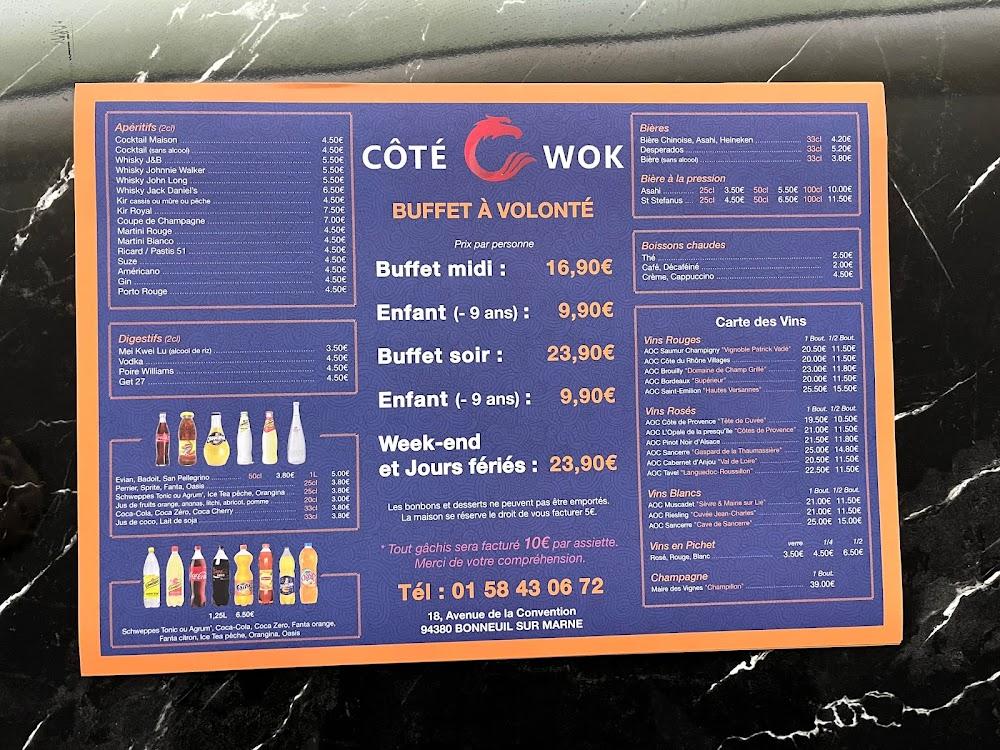 Apéritifs (2cl)
Cocktail Maison 4.50€
Cocktail (sans alcool) 4.50€
Whisky J&B 5.50€
Whisky Johnnie Walker 5.50€
Whisky John Long 5.50€
Whisky Jack Daniel's 6.50€
Kir cassis ou mûre ou pêche 4.50€
Kir Royal 7.50€
Coupe de Champagne 7.00€
Martini Rouge 4.50€
Martini Bianco 4.50€
Ricard / Pastis 51 4.50€
Suze 4.50€
Américano 4.50€
Gin 4.50€
Porto Rouge 4.50€
Digestifs (2cl)
Mei Kwei Lu (alcool de riz) 3.50€
Vodka 4.50€
Poire Williams 4.50€
Get 27 4.50€
Evian, Badoit, San Pellegrino 50cl 3.80€ 1L 5.00€
Perrier, Sprite, Fanta, Oasis 25cl 3.80€
Schweppes Tonic ou Agrum', Ice Tea pêche, Orangina 25cl 3.80€
Jus de fruits orange, ananas, litchi, abricot, pomme 20cl 3.00€
Coca-Cola, Coca Zéro, Coca Cherry 33cl 3.80€
Jus de coco, Lait de soja 33cl 3.80€
1,25L 6.50€
Schweppes Tonic ou Agrum', Coca-Cola, Coca Zero, Fanta orange,
Fanta citron, Ice Tea pêche, Orangina, Oasis
CÔTÉ WOK
BUFFET À VOLONTÉ
Prix par personne
Buffet midi : 16,90€
Enfant (- 9 ans) : 9,90€
Buffet soir : 23,90€
Enfant (- 9 ans) : 9,90€
Week-end
et Jours fériés : 23,90€
Les bonbons et desserts ne peuvent pas être emportés.
La maison se réserve le droit de vous facturer 5€.
* Tout gâchis sera facturé 10€ par assiette.
Merci de votre compréhension.
Tél : 01 58 43 06 72
18, Avenue de la Convention
94380 BONNEUIL SUR MARNE
Bières
Bière Chinoise, Asahi, Heineken 33cl 4.20€
Desperados 33cl 5.20€
Bière (sans alcool) 33cl 3.80€
Bière à la pression
Asahi 25cl 3.50€ 50cl 5.50€ 100cl 10.00€
St Stefanus 25cl 4.50€ 50cl 6.50€ 100cl 11.50€
Boissons chaudes
Thé 2.50€
Café, Décaféiné 2.00€
Crème, Cappuccino 4.50€
Carte des Vins
Vins Rouges 1 Bout. 1/2 Bout.
AOC Saumur Champigny "Vignoble Patrick Vadé" 20.50€ 11.50€
AOC Côte du Rhône Villages 20.00€ 11.50€
AOC Brouilly "Domaine de Champ Grillé" 23.00€ 11.80€
AOC Bordeaux "Supérieur" 20.00€ 11.50€
AOC Saint-Emilion "Hautes Versannes" 25.50€ 15.50€
Vins Rosés 1 Bout. 1/2 Bout.
AOC Côtes de Provence "Tête de Cuvée" 19.50€ 10.50€
AOC L'Opale de la presqu'île "Côtes de Provence" 21.00€ 11.50€
AOC Pinot Noir d'Alsace 21.50€ 11.80€
AOC Sancerre "Gaspard de la Thaumassière" 25.00€ 14.80€
AOC Cabernet d'Anjou "Val de Loire" 20.50€ 11.50€
AOC Tavel "Languedoc-Roussillon" 22.50€ 11.50€
Vins Blancs 1 Bout. 1/2 Bout.
AOC Muscadet "Sèvre & Maine sur Lie" 21.00€ 11.50€
AOC Riesling "Cuvée Jean-Charles" 21.00€ 11.50€
AOC Sancerre "Cave de Sancerre" 25.00€ 15.00€
Vins en Pichet verre 1/4 1/2
Rosé, Rouge, Blanc 3.50€ 4.50€ 6.50€
Champagne 1 Bout.
Maire des Vignes "Champillon" 39.00€